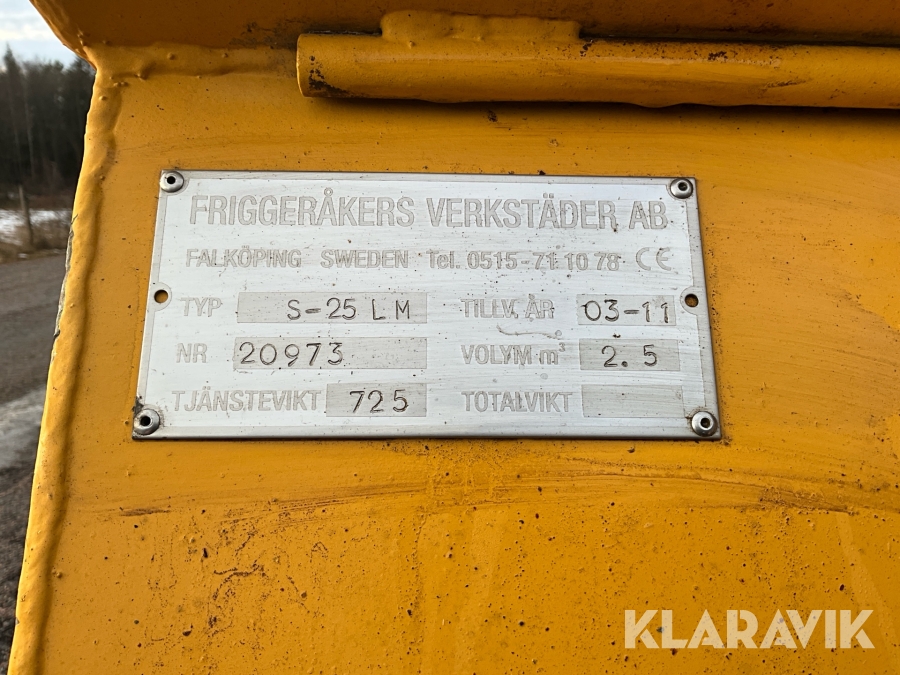 FRIGGERÅKERS VERKSTÄDER AB
FALKÖPING SWEDEN Tel. 0515-71 10 78 CE
TYP S-25 LM TILLV. ÅR 03-11
NR 20973 VOLYM m³ 2.5
TJÄNSTEVIKT 725 TOTALVIKT
KLARAVIK